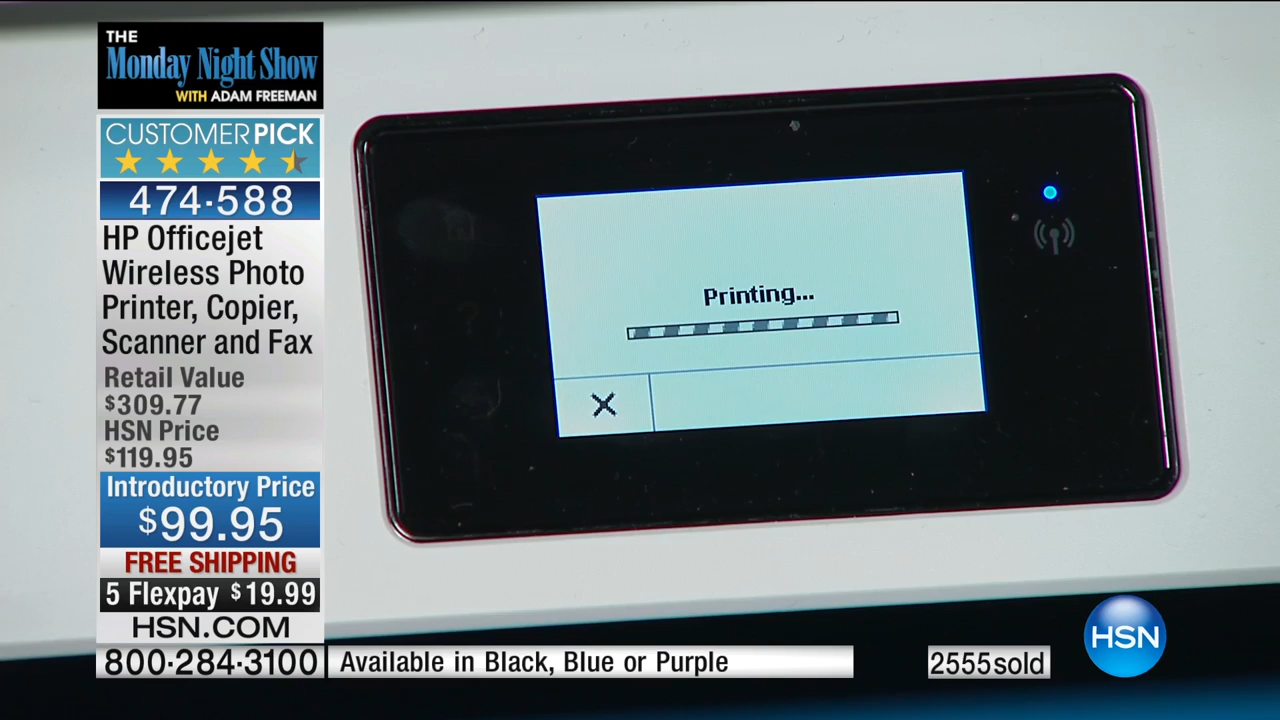 THE
Monday Night Show
WITH ADAM FREEMAN
CUSTOMER PICK
474·588
HP Officejet
Wireless Photo
Printer, Copier,
Scanner and Fax
Retail Value
$309.77
HSN Price
$119.95
Introductory Price
$99.95
FREE SHIPPING
5 Flexpay $19.99
HSN.COM
800·284·3100
Available in Black, Blue or Purple
2555sold
HSN
Printing...